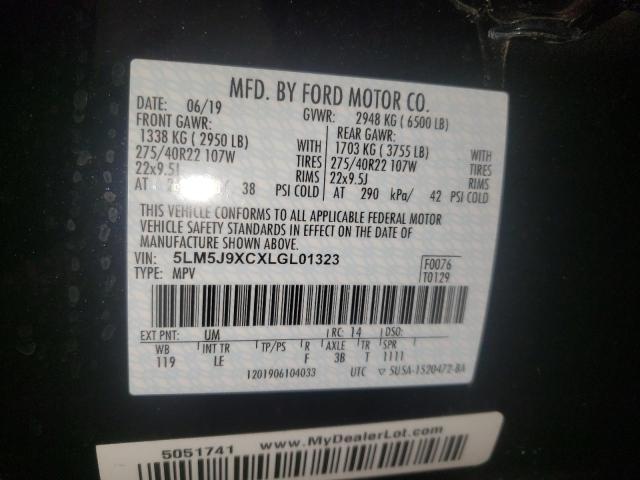 MFD. BY FORD MOTOR CO.
DATE: 06/19 GVWR: 2948 KG ( 6500 LB)
FRONT GAWR: REAR GAWR:
1338 KG ( 2950 LB) WITH 1703 KG ( 3755 LB) WITH
275/40R22 107W TIRES 275/40R22 107W TIRES
22x9.5J RIMS 22x9.5J RIMS
AT kPa/ 38 PSI COLD AT 290 kPa/ 42 PSI COLD
THIS VEHICLE CONFORMS TO ALL APPLICABLE FEDERAL MOTOR
VEHICLE SAFETY STANDARDS IN EFFECT ON THE DATE OF
MANUFACTURE SHOWN ABOVE.
VIN: 5LM5J9XCXLGL01323 F0076
TYPE: MPV T0129
EXT PNT: UM RC: 14 DSO:
WB INT TR TP/PS R AXLE TR SPR
119 LE F 3B T 1111
1201906104033 UTC ▽ SU5A-1520472-BA
5051741 www.MyDealerLot.com